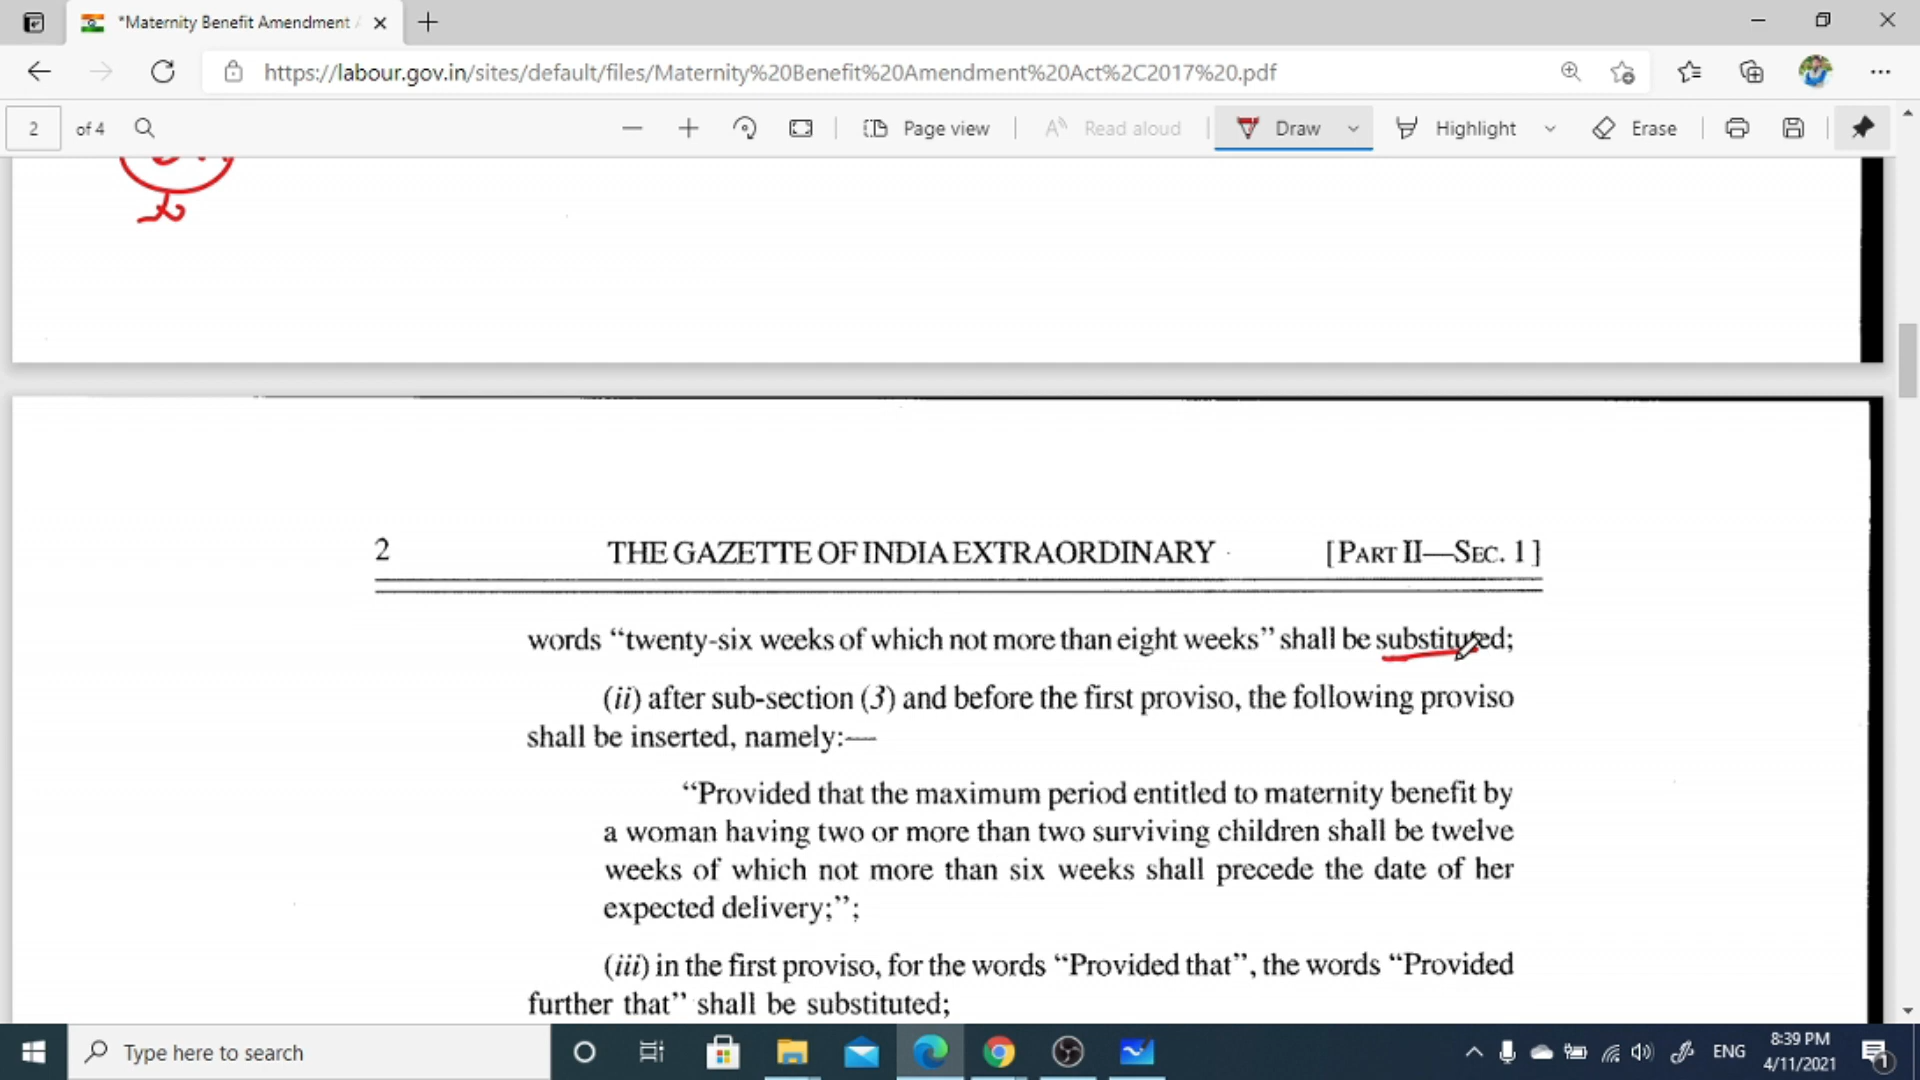 *Maternity Benefit Amendment
https://labour.gov.in/sites/default/files/Maternity%20Benefit%20Amendment%20Act%2C2017%20.pdf
2 of 4 Page view Read aloud Draw Highlight Erase
2 THE GAZETTE OF INDIA EXTRAORDINARY [PART II—SEC. 1]
words “twenty-six weeks of which not more than eight weeks” shall be substituted;
(ii) after sub-section (3) and before the first proviso, the following proviso
shall be inserted, namely:—
“Provided that the maximum period entitled to maternity benefit by
a woman having two or more than two surviving children shall be twelve
weeks of which not more than six weeks shall precede the date of her
expected delivery;”;
(iii) in the first proviso, for the words “Provided that”, the words “Provided
further that” shall be substituted;
Type here to search
ENG
8:39 PM
4/11/2021
1